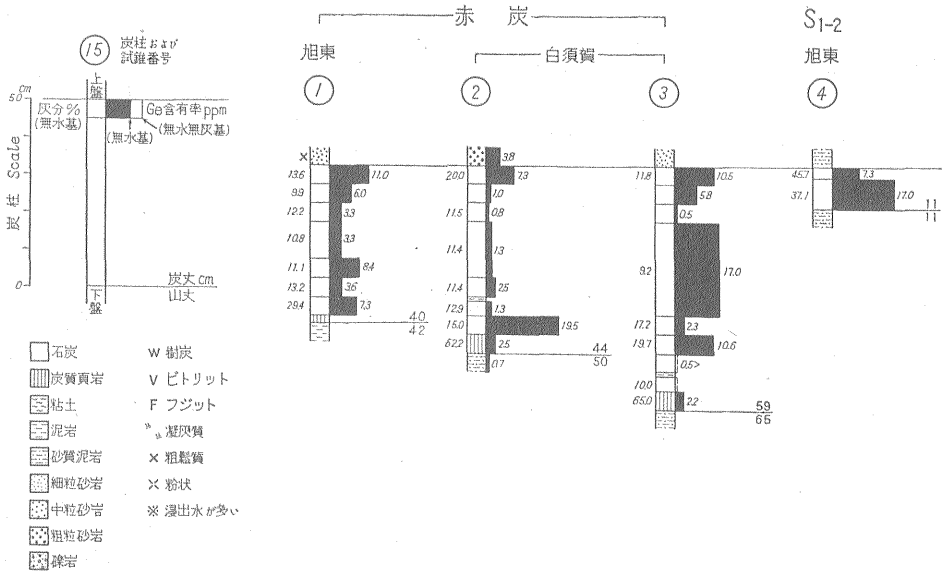 赤炭
S1-2
15
炭柱および
試錐番号
旭東
白須賀
旭東
1
2
3
4
cm
50
0
炭柱 Scale
上盤
灰分%
(無水基)
Ge含有率ppm
(無水基)
(無水無灰基)
下盤
炭丈cm
山丈
13.6
11.0
9.9
6.0
12.2
3.3
10.8
3.3
11.1
8.4
13.2
3.6
29.4
7.3
40
42
3.8
20.0
7.3
1.0
11.5
0.8
11.4
1.3
11.4
2.5
12.9
1.3
15.0
19.5
62.2
2.5
0.7
44
50
11.8
10.5
5.8
0.5
9.2
17.0
17.2
2.3
19.7
10.6
0.5>
10.0
65.0
2.2
59
65
45.7
7.3
37.1
17.0
11
11
石炭
炭質頁岩
粘土
泥岩
砂質泥岩
細粒砂岩
中粒砂岩
粗粒砂岩
礫岩
W 樹炭
V ビトリット
F フジット
凝灰質
× 粗鬆質
粉状
※ 浸出水が多い